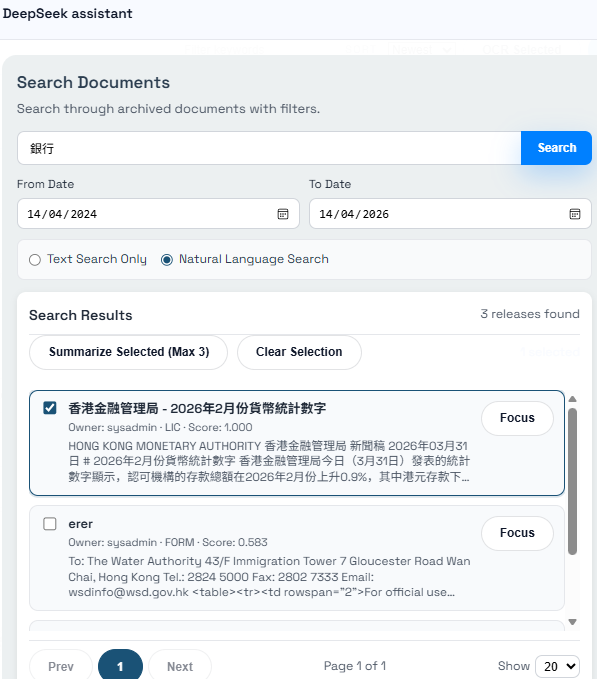 DeepSeek assistant
Search Documents
Search through archived documents with filters.
銀行
Search
From Date
To Date
14/04/2024
14/04/2026
Text Search Only
Natural Language Search
Search Results
3 releases found
Summarize Selected (Max 3)
Clear Selection
香港金融管理局 - 2026年2月份貨幣統計數字
Owner: sysadmin · LIC · Score: 1.000
HONG KONG MONETARY AUTHORITY 香港金融管理局 新聞稿 2026年03月31
日 # 2026年2月份貨幣統計數字 香港金融管理局今日（3月31日）發表的統計
數字顯示，認可機構的存款總額在2026年2月份上升0.9%，其中港元存款下...
Focus
erer
Owner: sysadmin · FORM · Score: 0.583
To: The Water Authority 43/F Immigration Tower 7 Gloucester Road Wan
Chai, Hong Kong Tel.: 2824 5000 Fax: 2802 7333 Email:
wsdinfo@wsd.gov.hk <table><tr><td rowspan="2">For official use...
Focus
Prev
1
Next
Page 1 of 1
Show
20